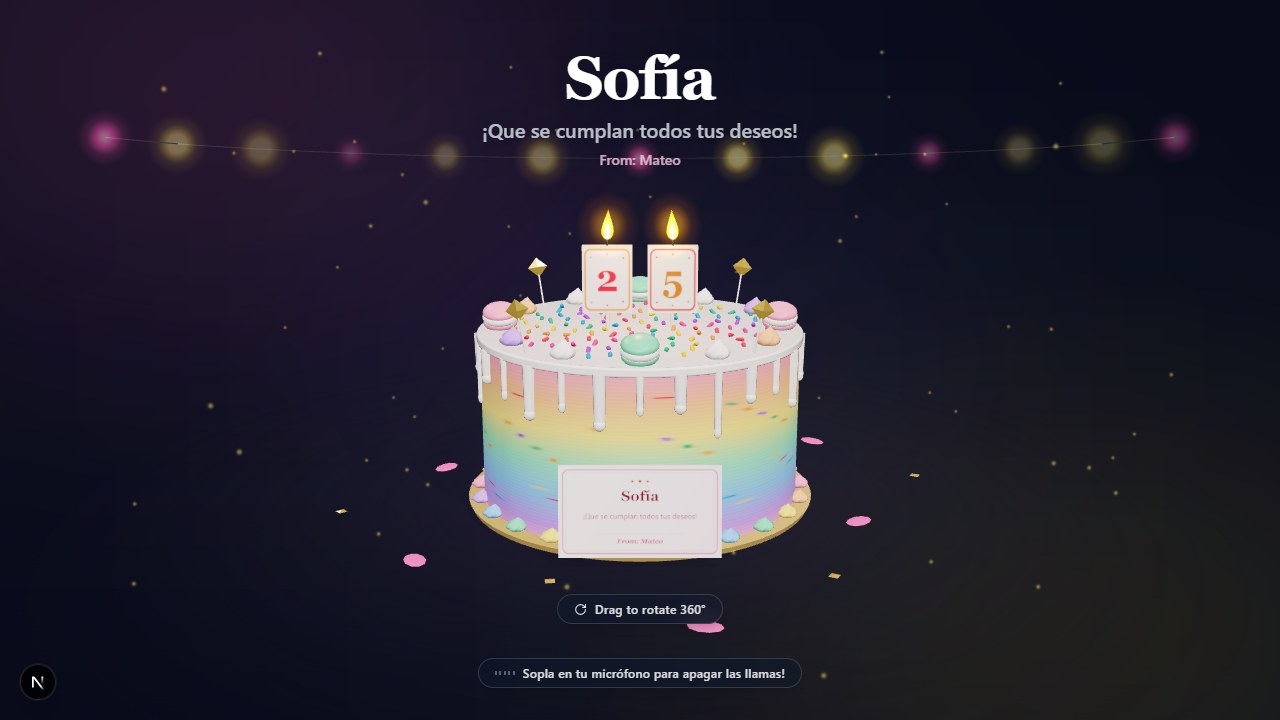 Sofía
¡Que se cumplan todos tus deseos!
From: Mateo
2 5
Sofía
¡Que se cumplan todos tus deseos!
From: Mateo
Drag to rotate 360°
Sopla en tu micrófono para apagar las llamas!
N